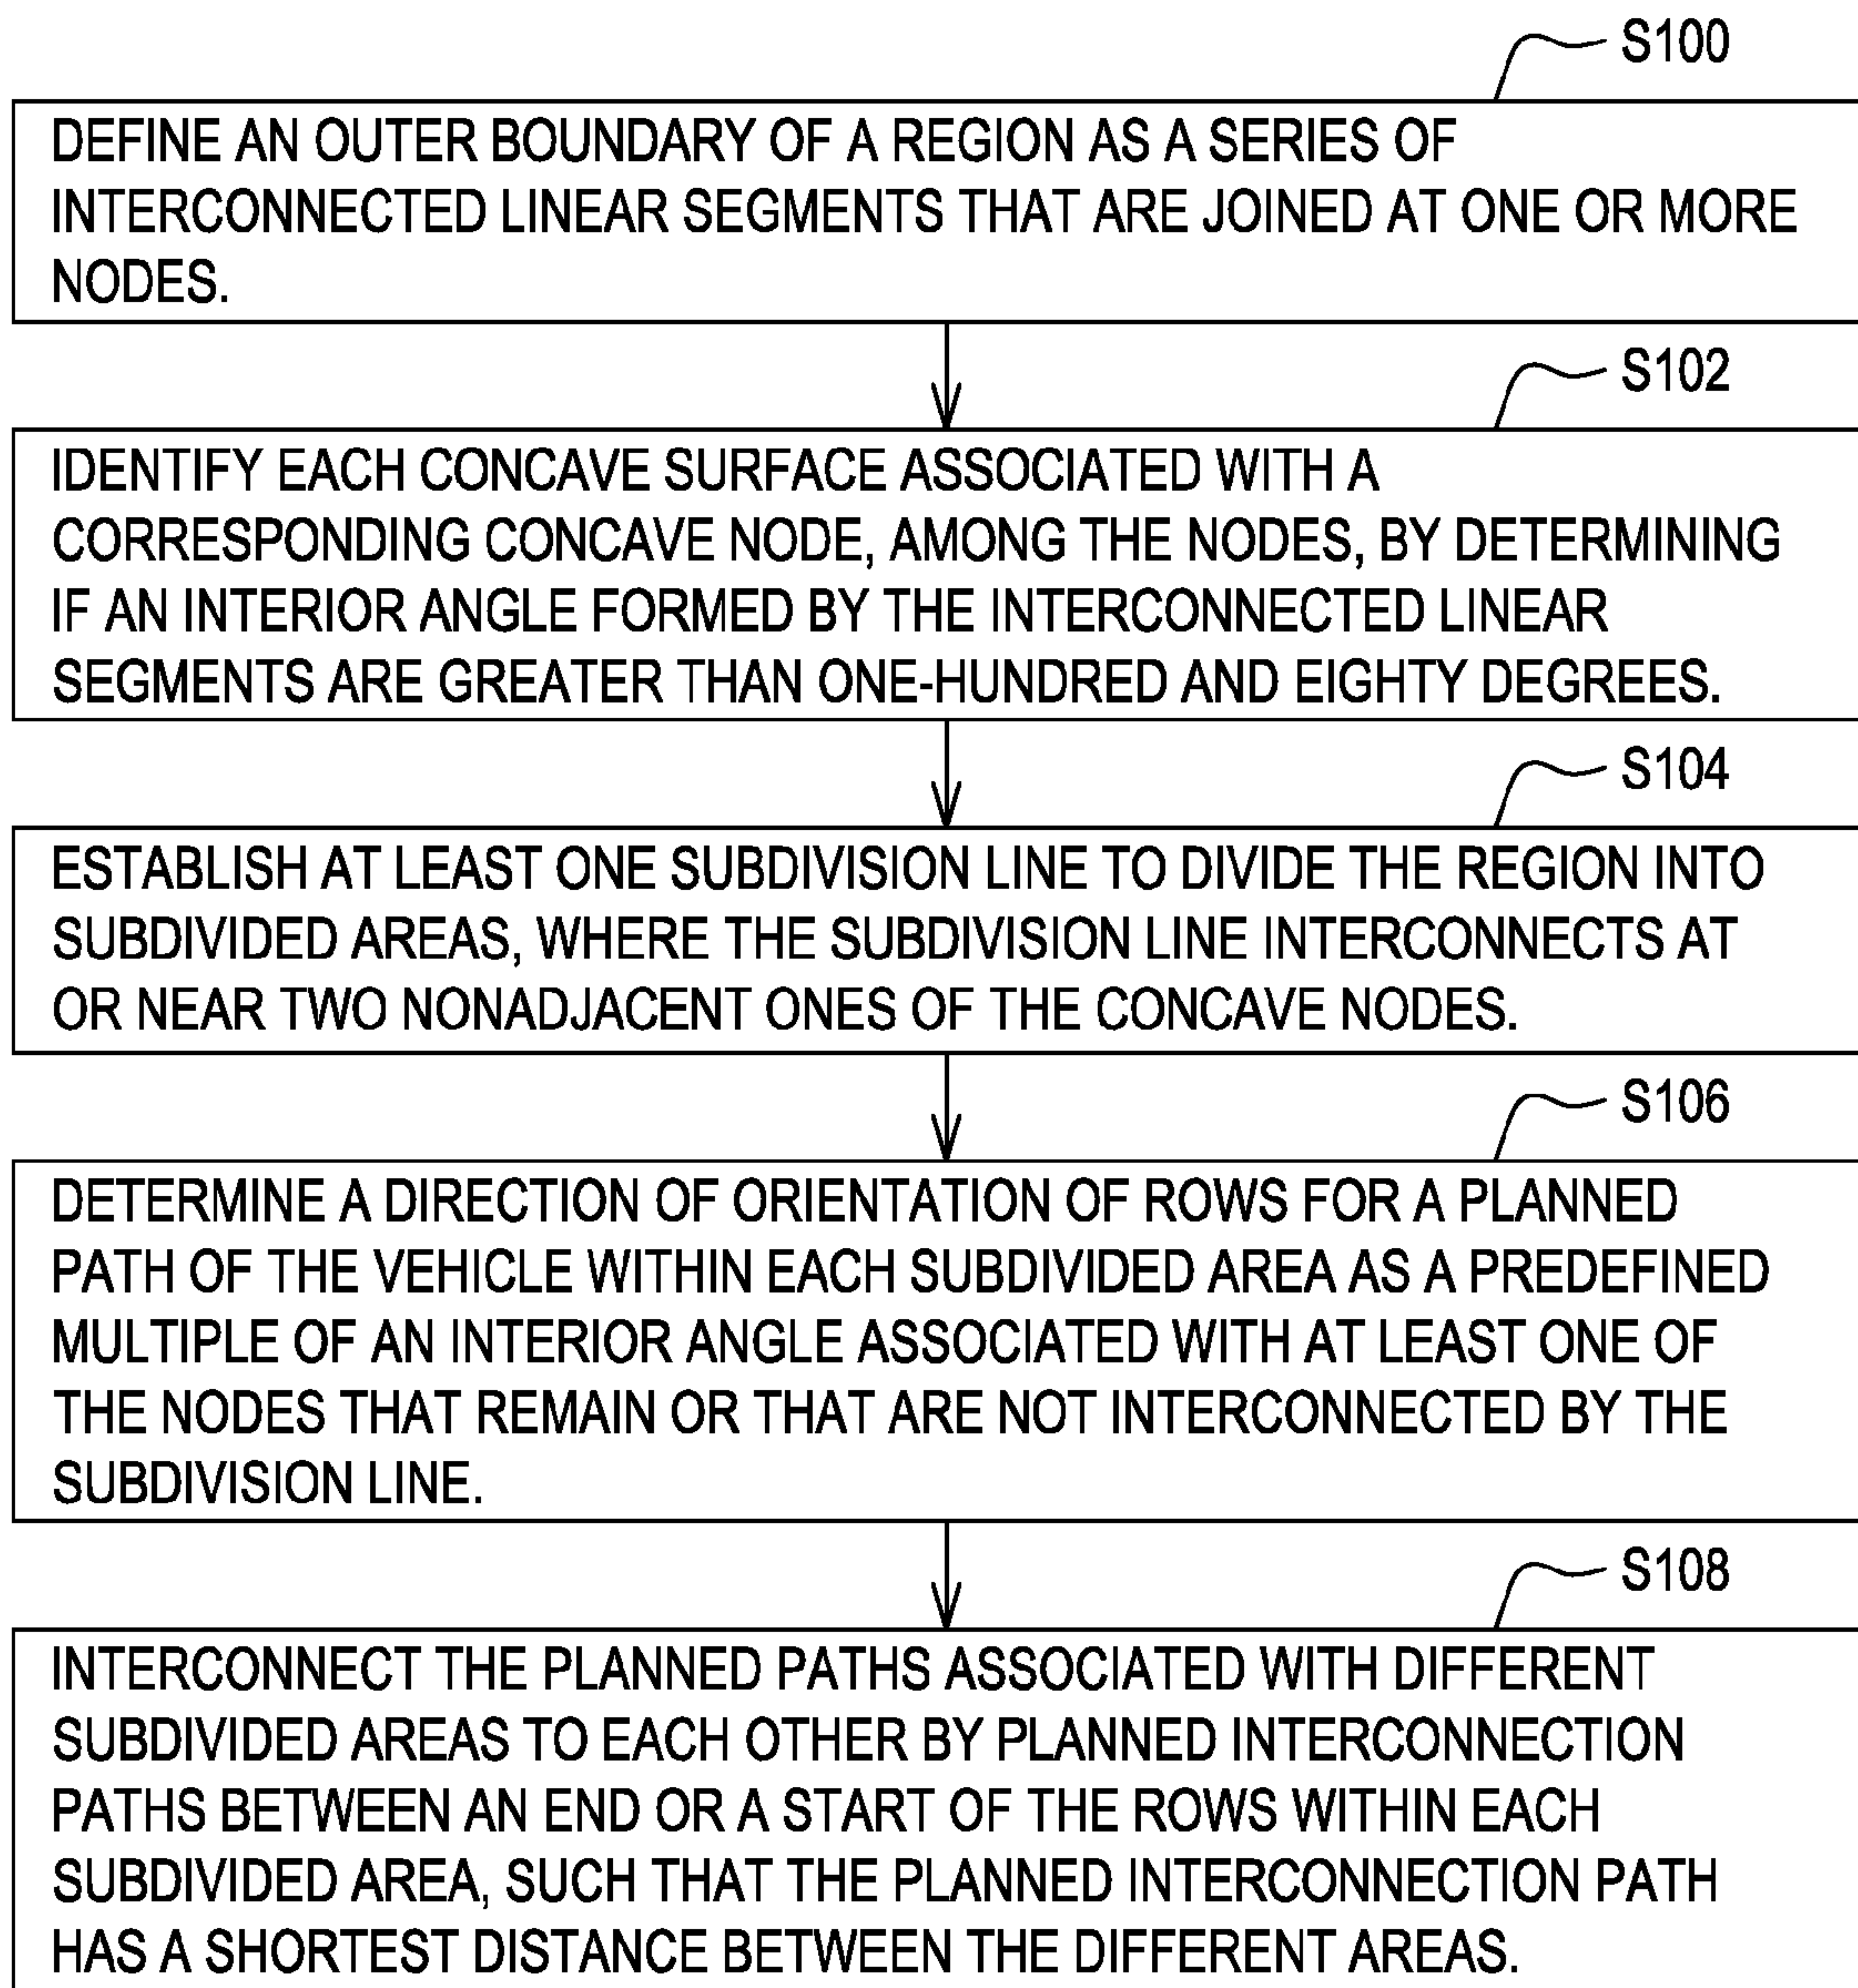 S100
DEFINE AN OUTER BOUNDARY OF A REGION AS A SERIES OF
INTERCONNECTED LINEAR SEGMENTS THAT ARE JOINED AT ONE OR MORE
NODES.
S102
IDENTIFY EACH CONCAVE SURFACE ASSOCIATED WITH A
CORRESPONDING CONCAVE NODE, AMONG THE NODES, BY DETERMINING
IF AN INTERIOR ANGLE FORMED BY THE INTERCONNECTED LINEAR
SEGMENTS ARE GREATER THAN ONE-HUNDRED AND EIGHTY DEGREES.
S104
ESTABLISH AT LEAST ONE SUBDIVISION LINE TO DIVIDE THE REGION INTO
SUBDIVIDED AREAS, WHERE THE SUBDIVISION LINE INTERCONNECTS AT
OR NEAR TWO NONADJACENT ONES OF THE CONCAVE NODES.
S106
DETERMINE A DIRECTION OF ORIENTATION OF ROWS FOR A PLANNED
PATH OF THE VEHICLE WITHIN EACH SUBDIVIDED AREA AS A PREDEFINED
MULTIPLE OF AN INTERIOR ANGLE ASSOCIATED WITH AT LEAST ONE OF
THE NODES THAT REMAIN OR THAT ARE NOT INTERCONNECTED BY THE
SUBDIVISION LINE.
S108
INTERCONNECT THE PLANNED PATHS ASSOCIATED WITH DIFFERENT
SUBDIVIDED AREAS TO EACH OTHER BY PLANNED INTERCONNECTION
PATHS BETWEEN AN END OR A START OF THE ROWS WITHIN EACH
SUBDIVIDED AREA, SUCH THAT THE PLANNED INTERCONNECTION PATH
HAS A SHORTEST DISTANCE BETWEEN THE DIFFERENT AREAS.